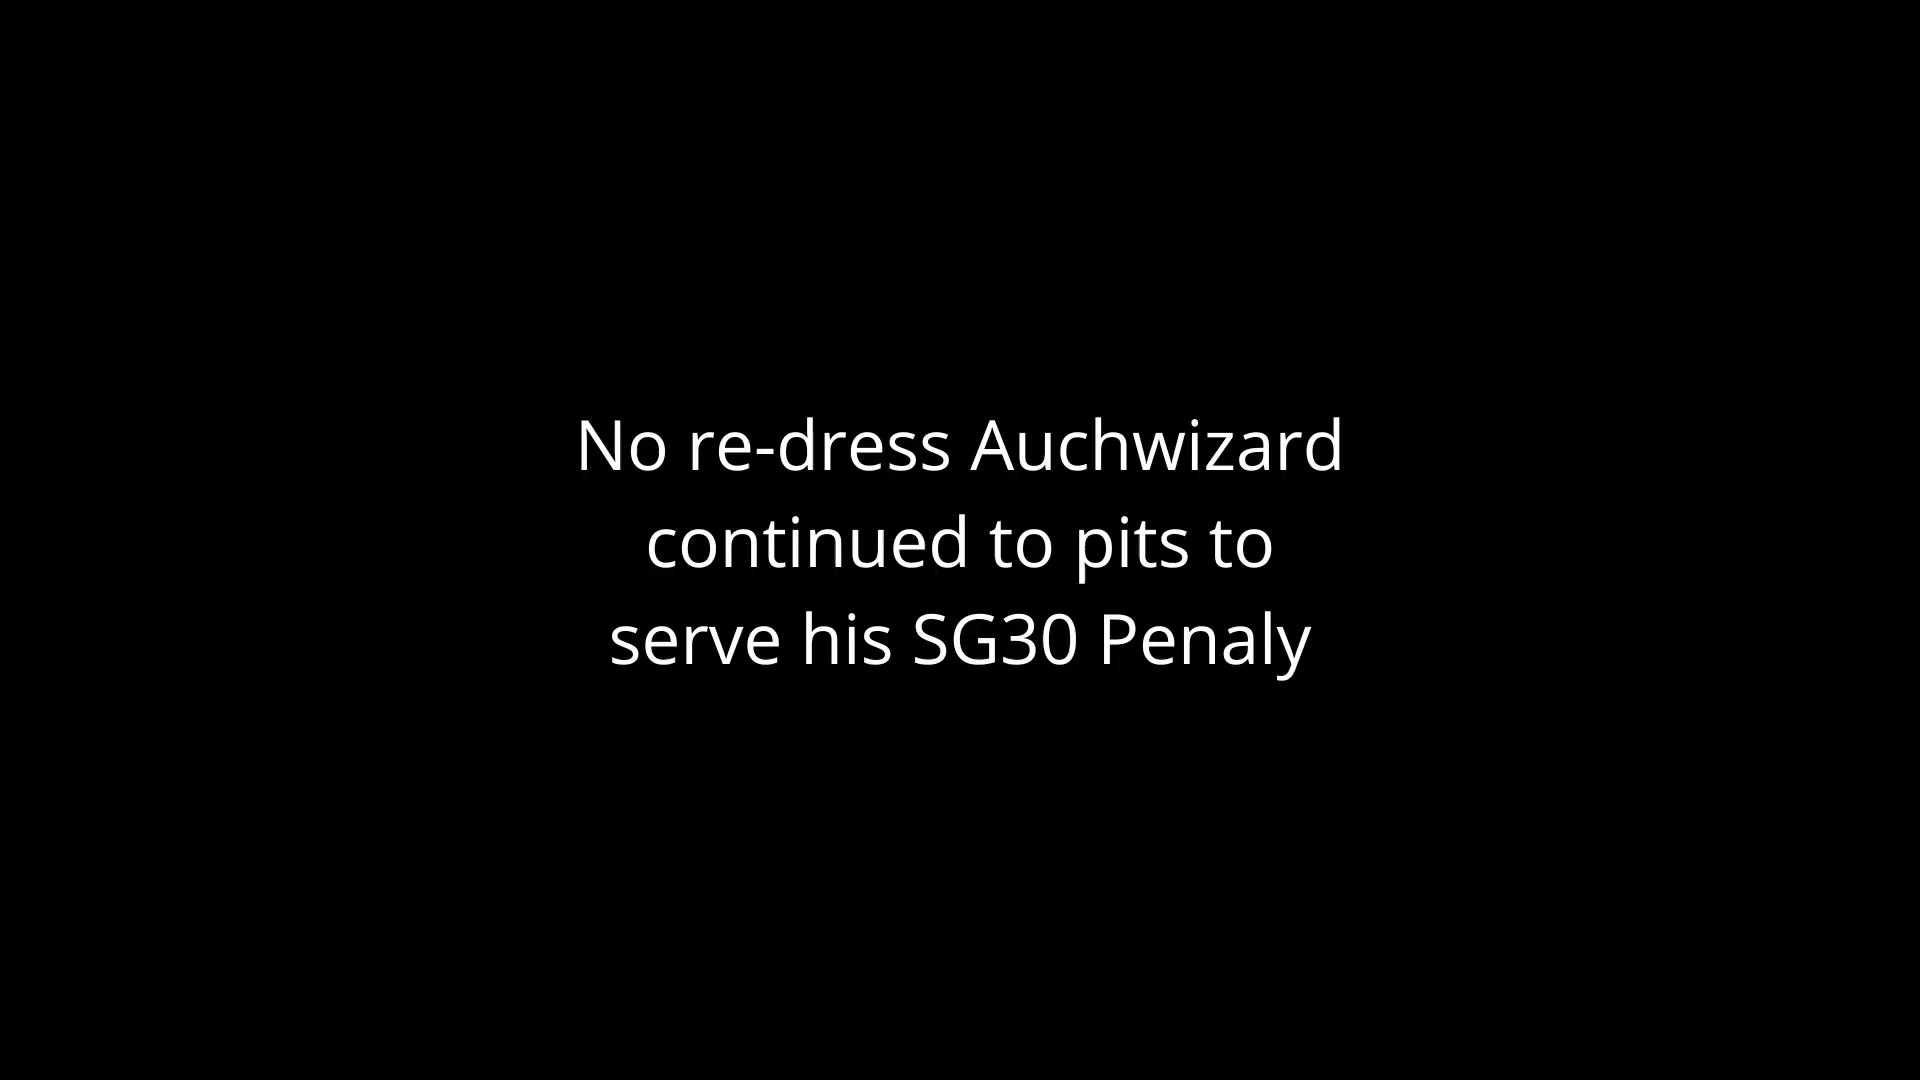 No re-dress Auchwizard
continued to pits to
serve his SG30 Penaly